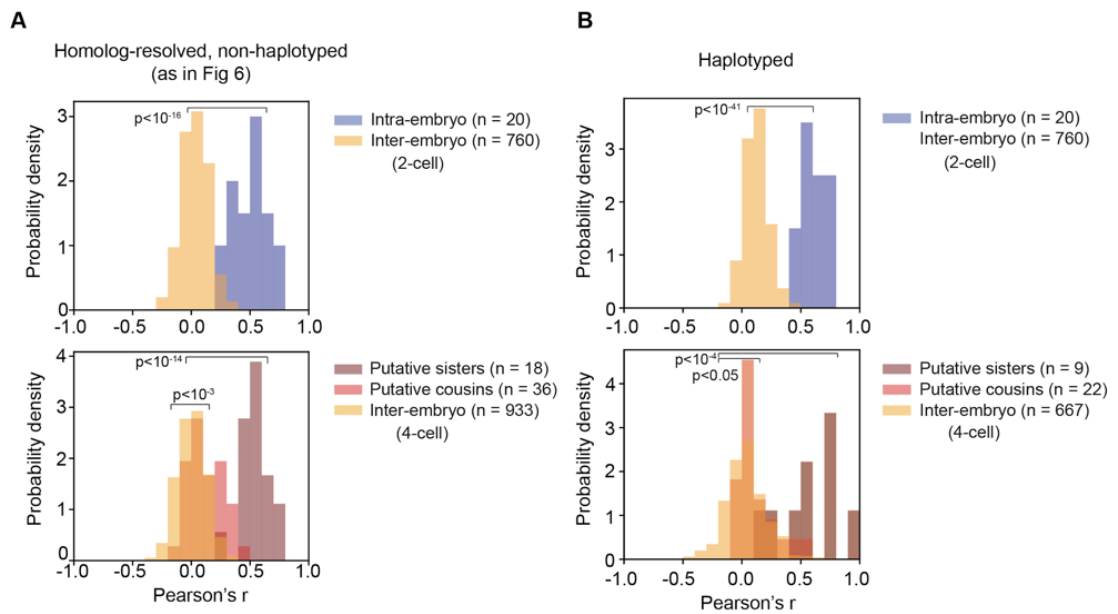 A
Homolog-resolved, non-haplotyped
(as in Fig 6)
p<10-16
Intra-embryo (n = 20)
Inter-embryo (n = 760)
(2-cell)
Probability density
3
2
1
0
-1.0 -0.5 0.0 0.5 1.0
p<10-14
p<10-3
Putative sisters (n = 18)
Putative cousins (n = 36)
Inter-embryo (n = 933)
(4-cell)
Probability density
4
3
2
1
0
-1.0 -0.5 0.0 0.5 1.0
Pearson's r
B
Haplotyped
p<10-41
Intra-embryo (n = 20)
Inter-embryo (n = 760)
(2-cell)
Probability density
3
2
1
0
-1.0 -0.5 0.0 0.5 1.0
p<10-4
p<0.05
Putative sisters (n = 9)
Putative cousins (n = 22)
Inter-embryo (n = 667)
(4-cell)
Probability density
4
3
2
1
0
-1.0 -0.5 0.0 0.5 1.0
Pearson's r